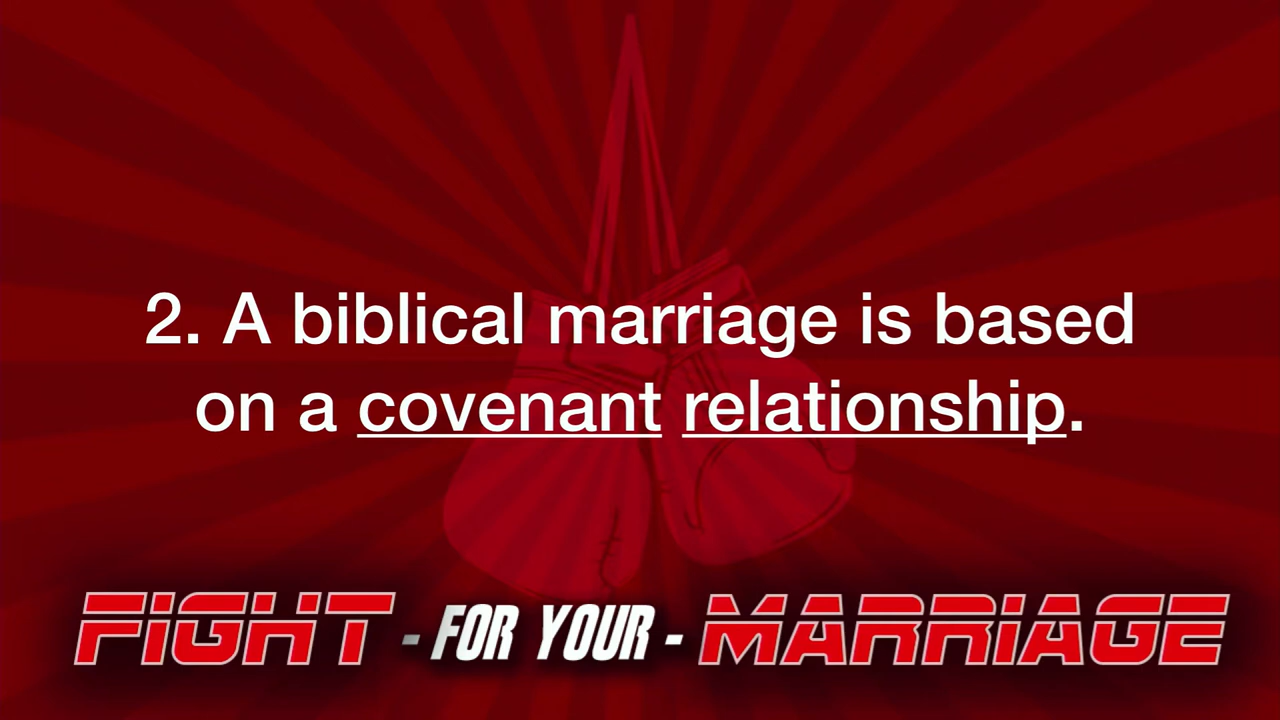 2. A biblical marriage is based
on a covenant relationship.
FIGHT - FOR YOUR - MARRIAGE